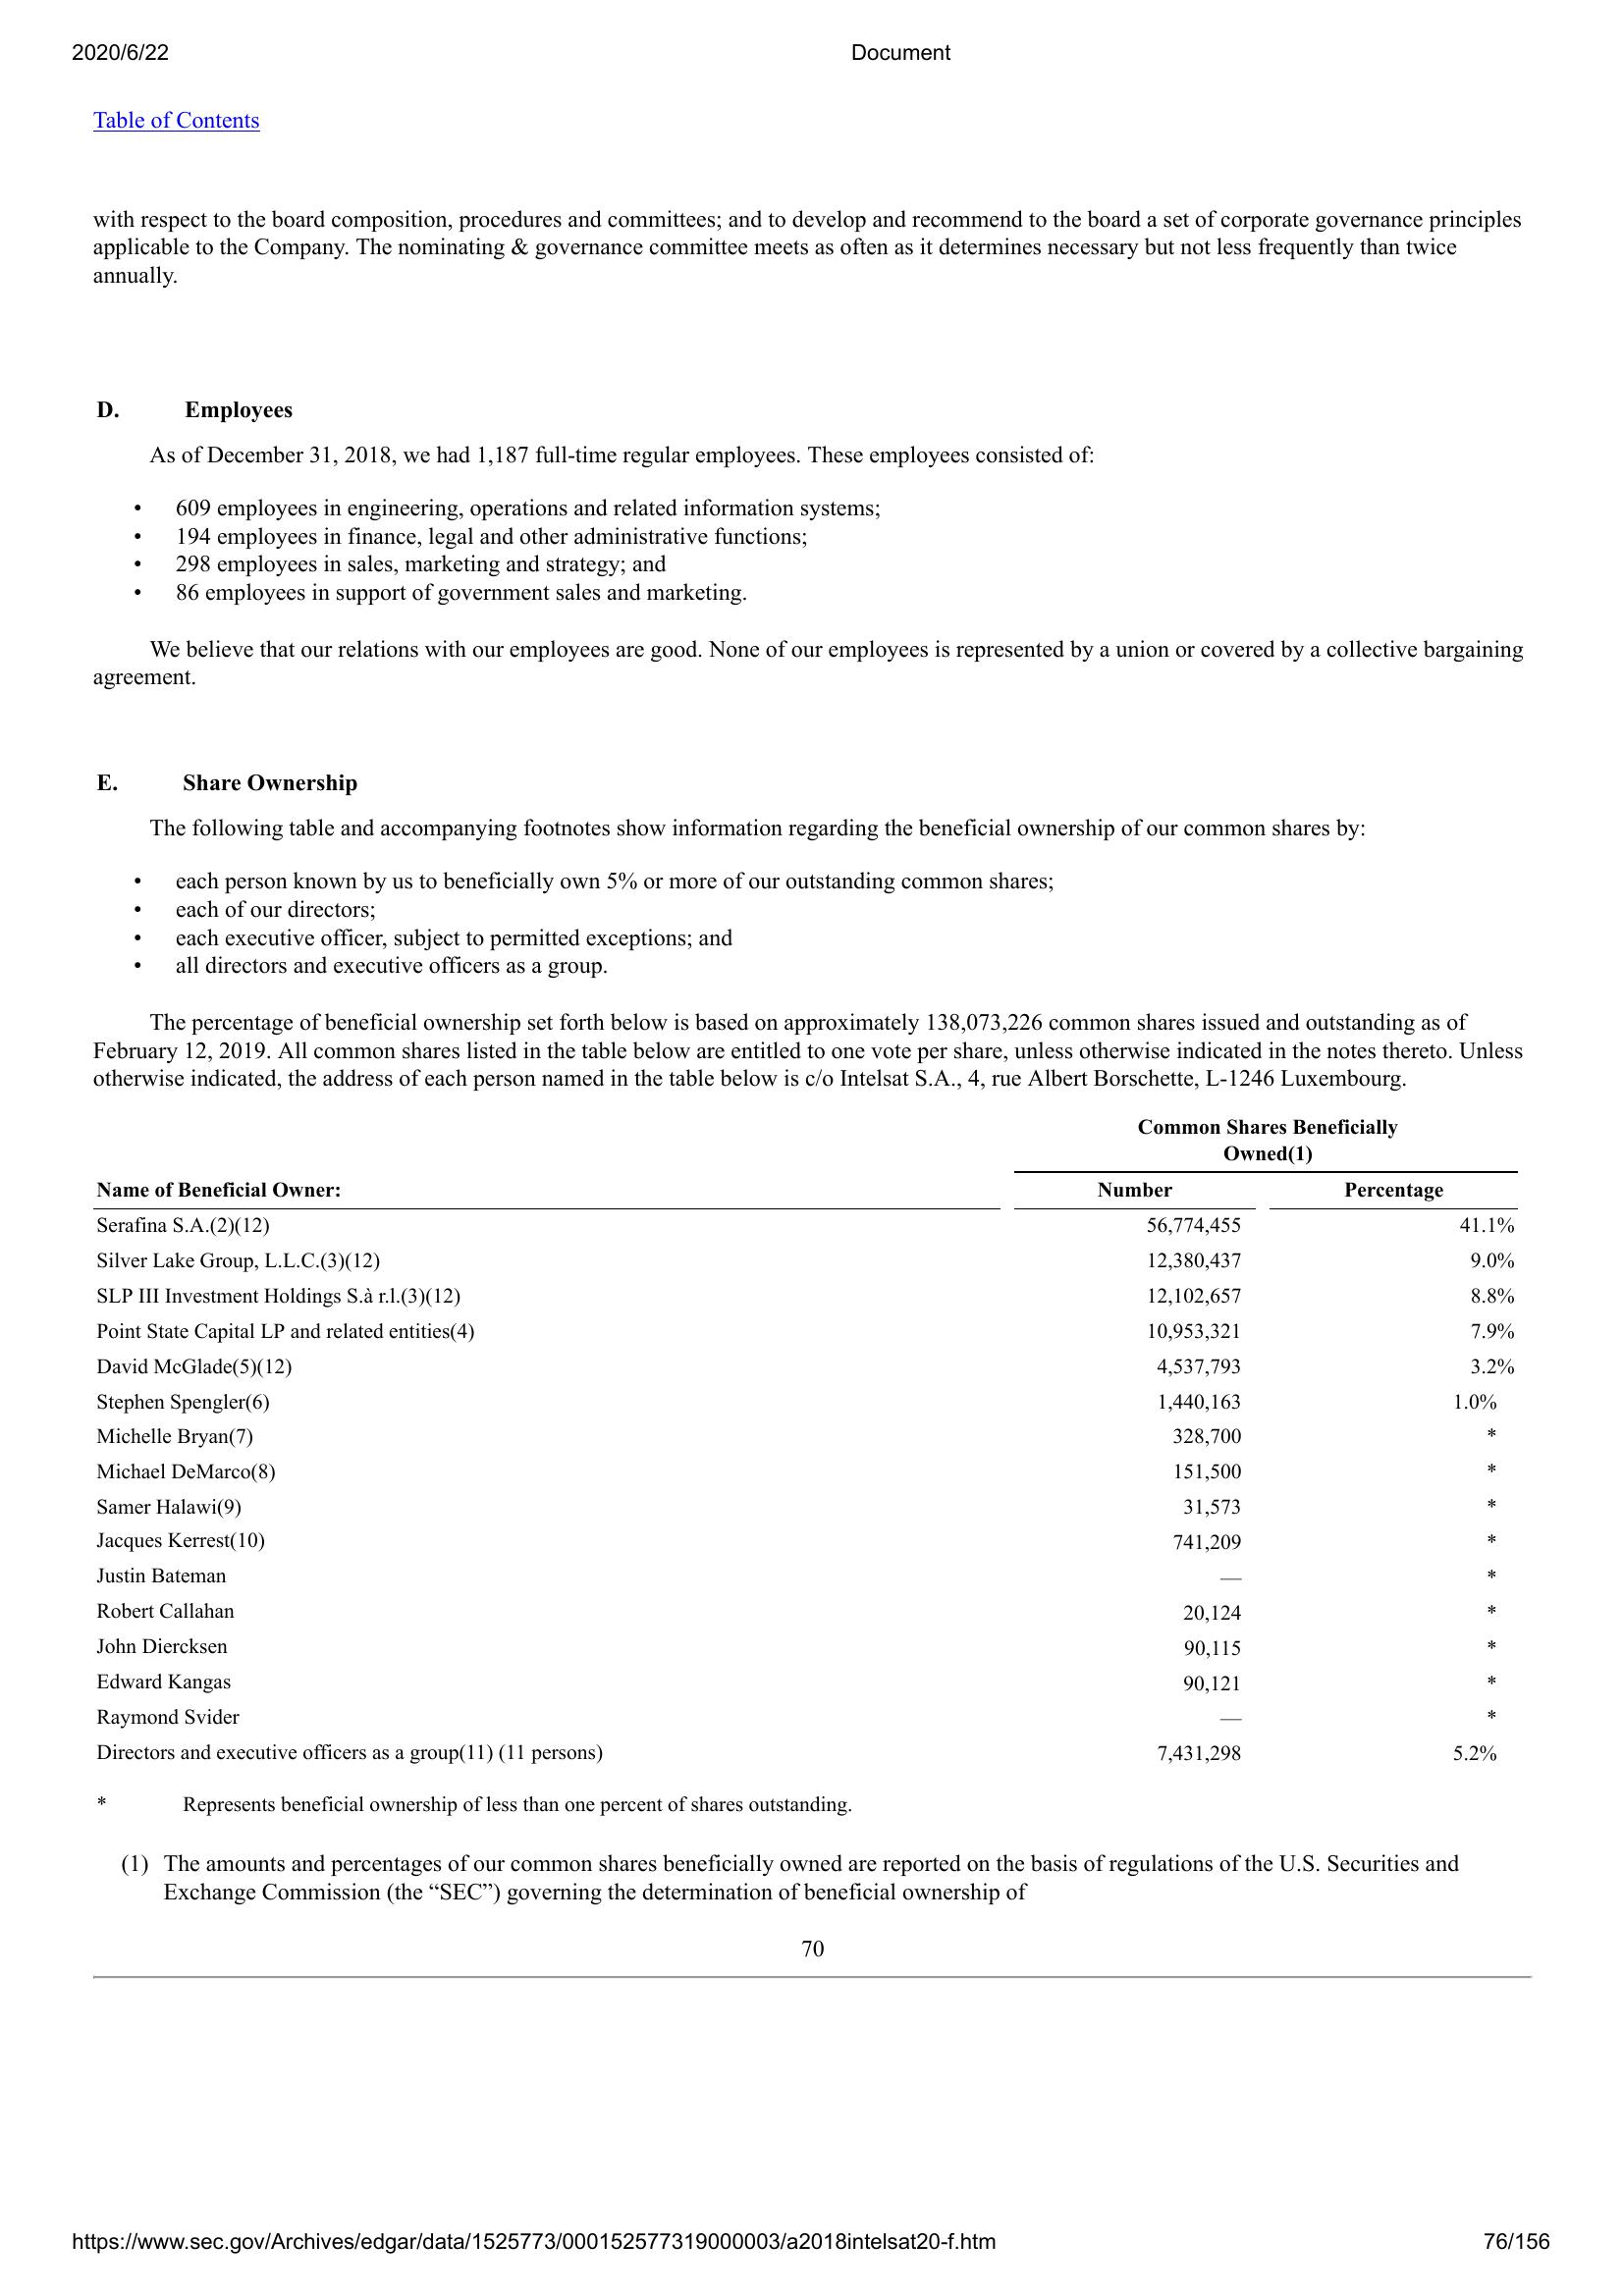 2020/6/22 Document
Table of Contents
with respect to the board composition, procedures and committees; and to develop and recommend to the board a set of corporate governance principles
applicable to the Company. The nominating & governance committee meets as often as it determines necessary but not less frequently than twice
annually.
D. Employees
As of December 31, 2018, we had 1,187 full-time regular employees. These employees consisted of:
• 609 employees in engineering, operations and related information systems;
• 194 employees in finance, legal and other administrative functions;
• 298 employees in sales, marketing and strategy; and
• 86 employees in support of government sales and marketing.
We believe that our relations with our employees are good. None of our employees is represented by a union or covered by a collective bargaining
agreement.
E. Share Ownership
The following table and accompanying footnotes show information regarding the beneficial ownership of our common shares by:
• each person known by us to beneficially own 5% or more of our outstanding common shares;
• each of our directors;
• each executive officer, subject to permitted exceptions; and
• all directors and executive officers as a group.
The percentage of beneficial ownership set forth below is based on approximately 138,073,226 common shares issued and outstanding as of
February 12, 2019. All common shares listed in the table below are entitled to one vote per share, unless otherwise indicated in the notes thereto. Unless
otherwise indicated, the address of each person named in the table below is c/o Intelsat S.A., 4, rue Albert Borschette, L-1246 Luxembourg.
Common Shares Beneficially
Owned(1)
Name of Beneficial Owner: Number Percentage
Serafina S.A.(2)(12) 56,774,455 41.1%
Silver Lake Group, L.L.C.(3)(12) 12,380,437 9.0%
SLP III Investment Holdings S.à r.l.(3)(12) 12,102,657 8.8%
Point State Capital LP and related entities(4) 10,953,321 7.9%
David McGlade(5)(12) 4,537,793 3.2%
Stephen Spengler(6) 1,440,163 1.0%
Michelle Bryan(7) 328,700 *
Michael DeMarco(8) 151,500 *
Samer Halawi(9) 31,573 *
Jacques Kerrest(10) 741,209 *
Justin Bateman — *
Robert Callahan 20,124 *
John Diercksen 90,115 *
Edward Kangas 90,121 *
Raymond Svider — *
Directors and executive officers as a group(11) (11 persons) 7,431,298 5.2%
* Represents beneficial ownership of less than one percent of shares outstanding.
(1) The amounts and percentages of our common shares beneficially owned are reported on the basis of regulations of the U.S. Securities and
Exchange Commission (the “SEC”) governing the determination of beneficial ownership of
70
https://www.sec.gov/Archives/edgar/data/1525773/000152577319000003/a2018intelsat20-f.htm 76/156